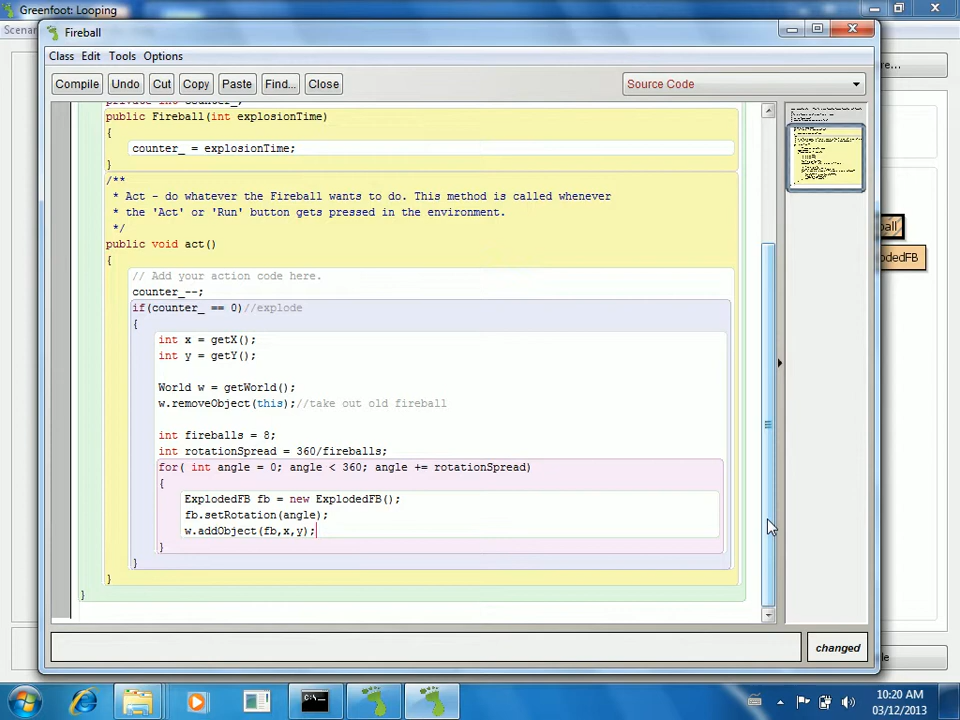 Greenfoot: Looping
Scenar
Fireball
Class Edit Tools Options
Compile Undo Cut Copy Paste Find... Close
Source Code
public Fireball(int explosionTime)
{
counter_ = explosionTime;
}
/**
* Act - do whatever the Fireball wants to do. This method is called whenever
* the 'Act' or 'Run' button gets pressed in the environment.
*/
public void act()
{
// Add your action code here.
counter_--;
if(counter_ == 0)//explode
{
int x = getX();
int y = getY();
World w = getWorld();
w.removeObject(this);//take out old fireball
int fireballs = 8;
int rotationSpread = 360/fireballs;
for( int angle = 0; angle < 360; angle += rotationSpread)
{
ExplodedFB fb = new ExplodedFB();
fb.setRotation(angle);
w.addObject(fb,x,y);
}
}
}
}
re...
ball
odedFB
changed
le
10:20 AM
03/12/2013